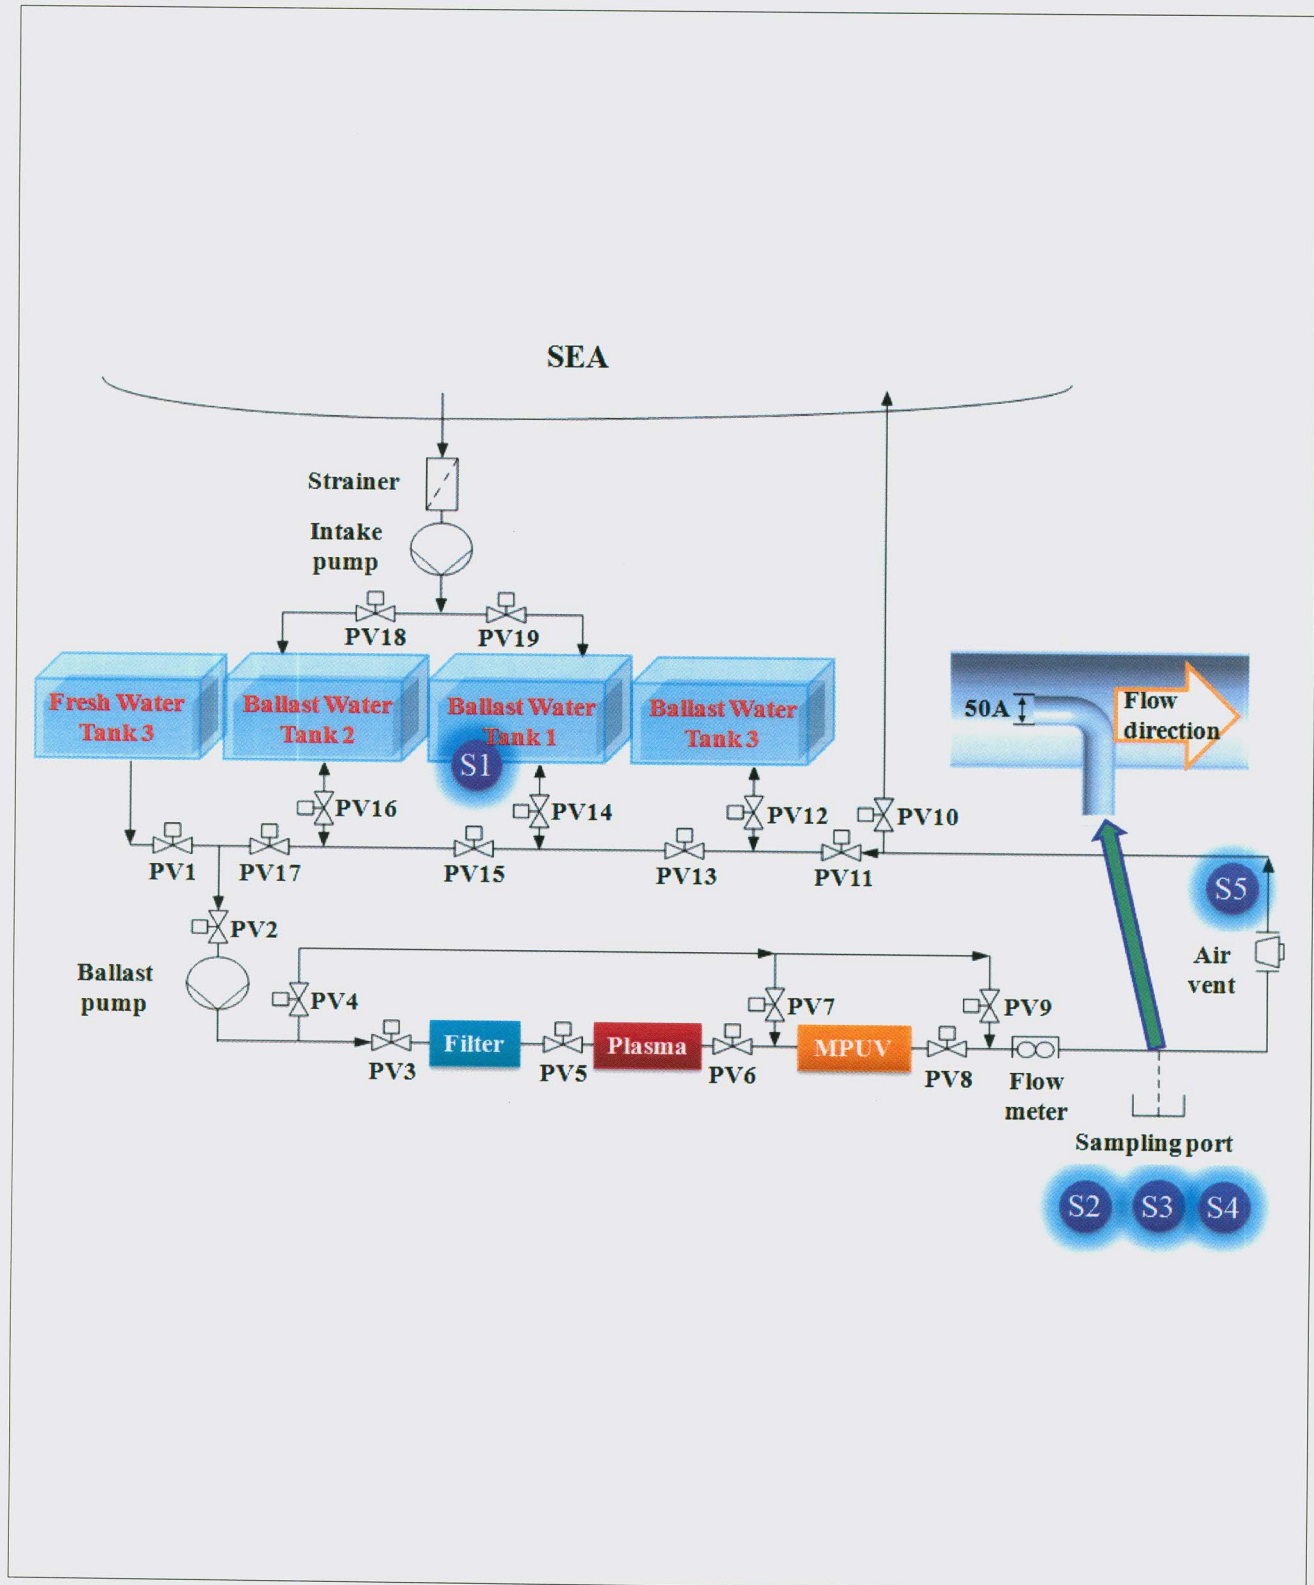 SEA
Strainer
Intake
pump
PV18
PV19
Fresh Water
Tank 3
Ballast Water
Tank 2
Ballast Water
Tank 1
Ballast Water
Tank 3
S1
50A
Flow
direction
PV16
PV14
PV12
PV10
PV1
PV17
PV15
PV13
PV11
S5
PV2
Ballast
pump
Air
vent
PV4
PV7
PV9
PV3
Filter
PV5
Plasma
PV6
MPUV
PV8
Flow
meter
Sampling port
S2
S3
S4